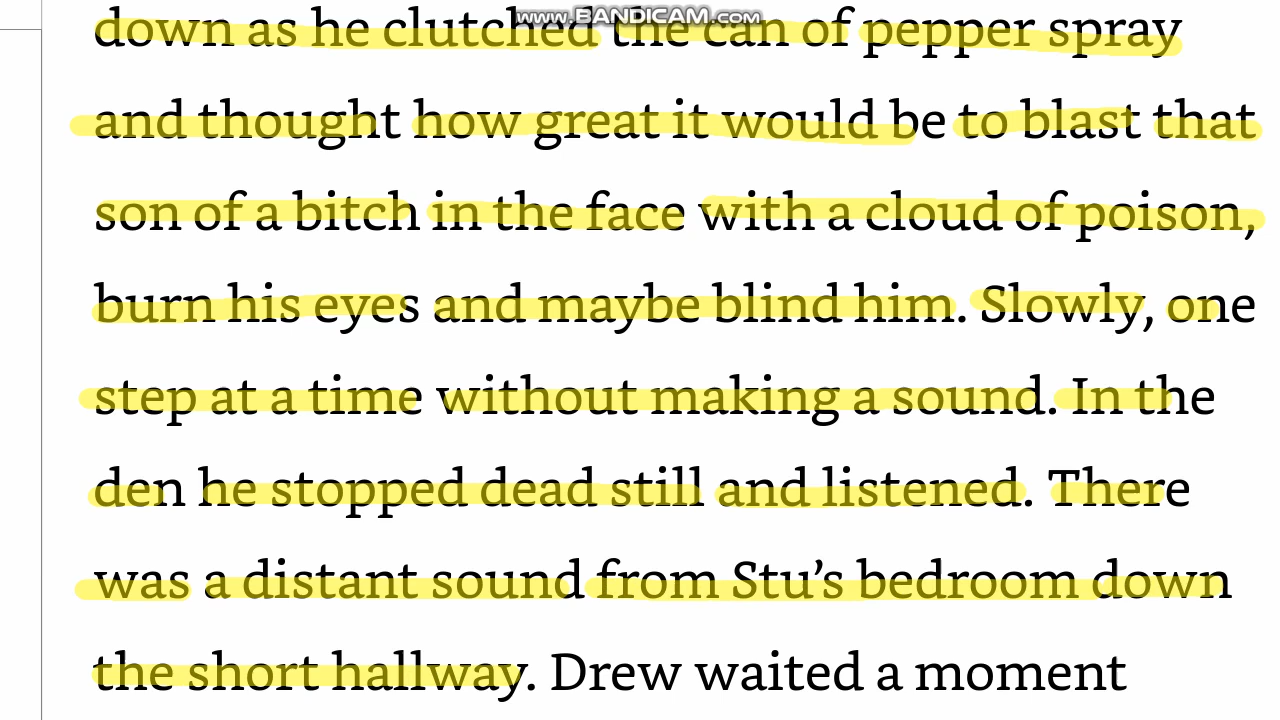 www.BANDICAM.com
down as he clutched the can of pepper spray
and thought how great it would be to blast that
son of a bitch in the face with a cloud of poison,
burn his eyes and maybe blind him. Slowly, one
step at a time without making a sound. In the
den he stopped dead still and listened. There
was a distant sound from Stu’s bedroom down
the short hallway. Drew waited a moment